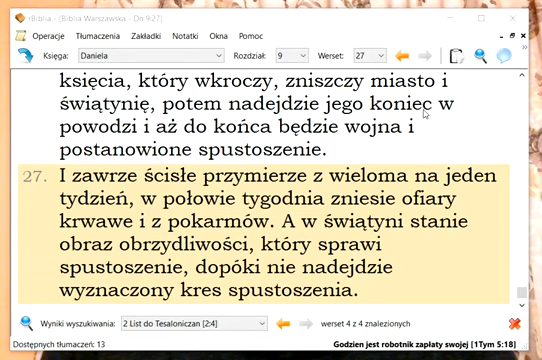 rBiblia - [Biblia Warszawska - Dn 9:27]
Operacje Tłumaczenia Zakładki Notatki Okna Pomoc
Księga: Daniela Rozdział: 9 Werset: 27
księcia, który wkroczy, zniszczy miasto i
świątynię, potem nadejdzie jego koniec w
powodzi i aż do końca będzie wojna i
postanowione spustoszenie.
27. I zawrze ścisłe przymierze z wieloma na jeden
tydzień, w połowie tygodnia zniesie ofiary
krwawe i z pokarmów. A w świątyni stanie
obraz obrzydliwości, który sprawi
spustoszenie, dopóki nie nadejdzie
wyznaczony kres spustoszenia.
Wyniki wyszukiwania: 2 List do Tesaloniczan [2:4] werset 4 z 4 znalezionych
Dostępnych tłumaczeń: 13 Godzien jest robotnik zapłaty swojej [1Tym 5:18]